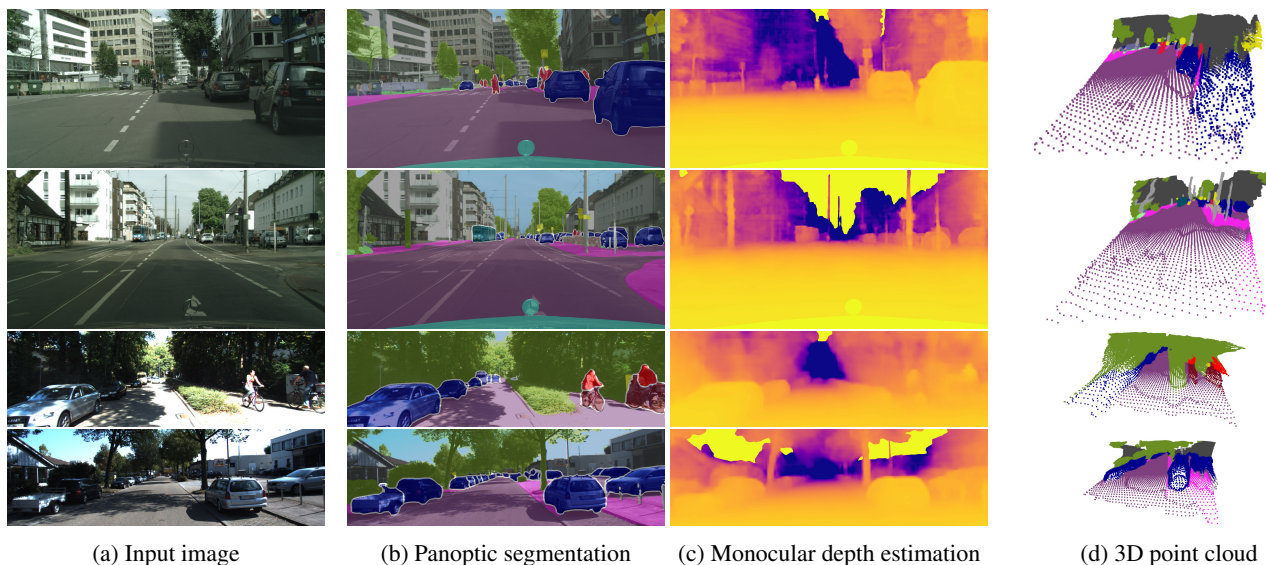 (a) Input image
(b) Panoptic segmentation
(c) Monocular depth estimation
(d) 3D point cloud